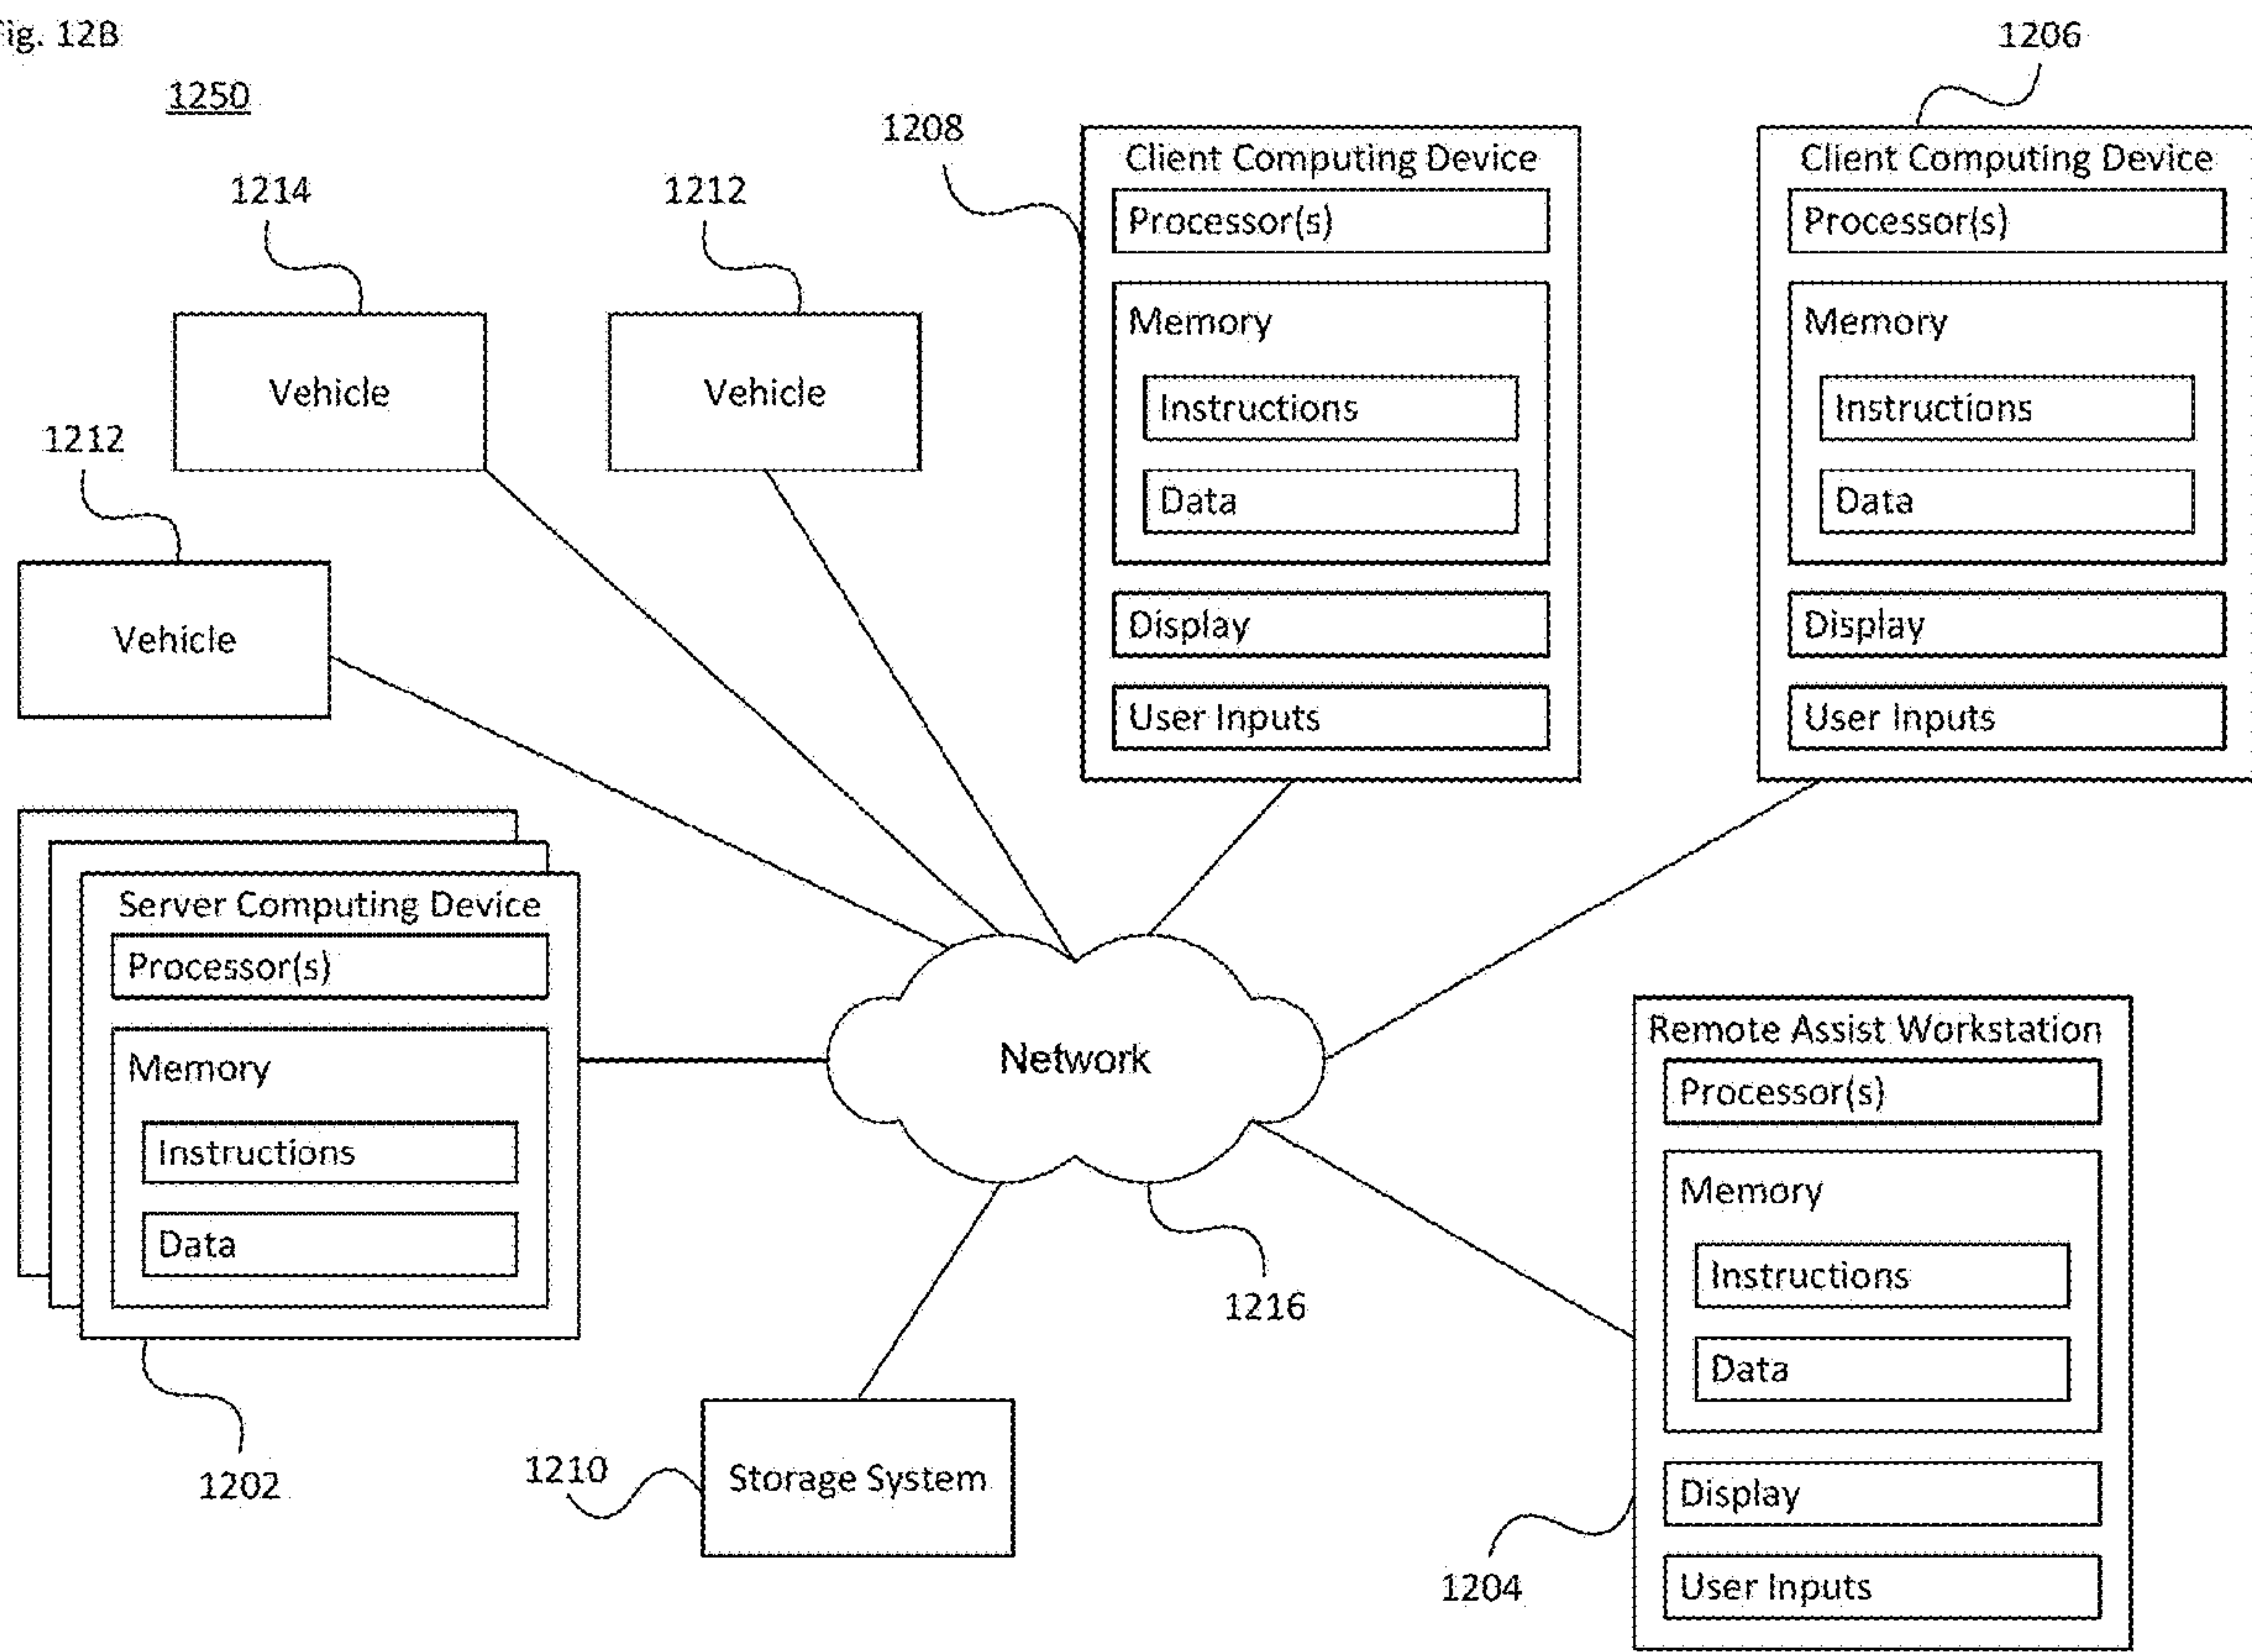 Fig. 12B
1250
1206
1208
1214
1212
1212
Vehicle
Vehicle
Vehicle
Client Computing Device
Processor(s)
Memory
Instructions
Data
Display
User Inputs
Client Computing Device
Processor(s)
Memory
Instructions
Data
Display
User Inputs
Server Computing Device
Processor(s)
Memory
Instructions
Data
1202
Network
1216
Storage System
1210
Remote Assist Workstation
Processor(s)
Memory
Instructions
Data
Display
User Inputs
1204